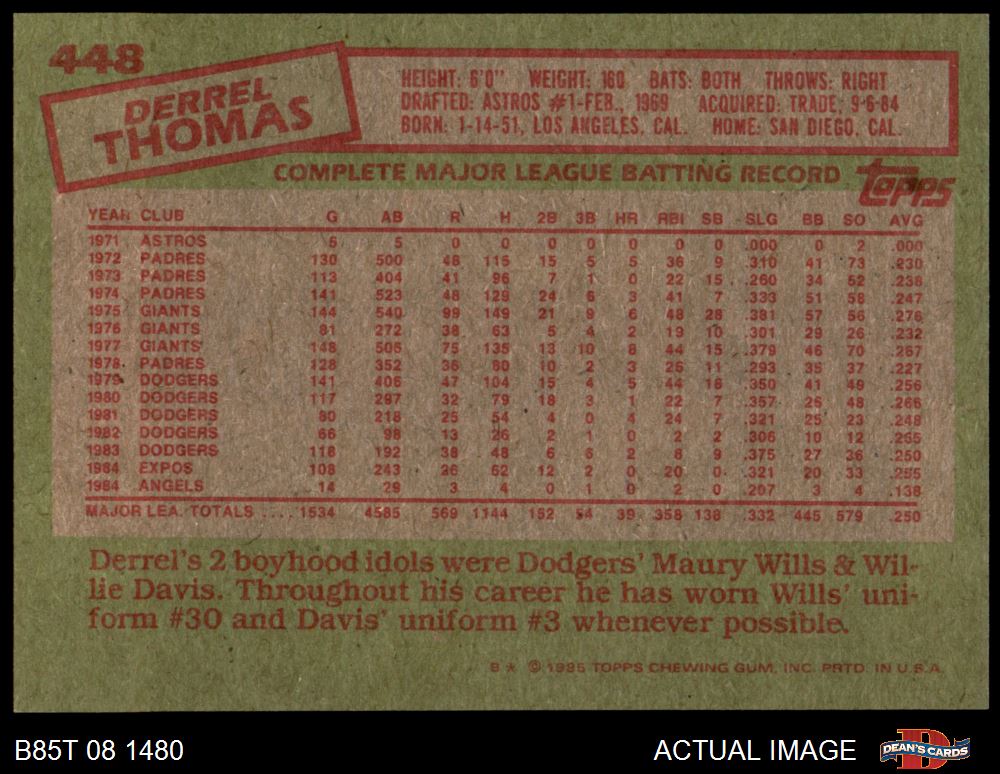 448
DERREL
THOMAS
HEIGHT: 6'0" WEIGHT: 160 BATS: BOTH THROWS: RIGHT
DRAFTED: ASTROS #1-FEB., 1969 ACQUIRED: TRADE, 9-6-84
BORN: 1-14-51, LOS ANGELES, CAL. HOME: SAN DIEGO, CAL.
COMPLETE MAJOR LEAGUE BATTING RECORD
topps
YEAR CLUB G AB R H 2B 3B HR RBI SB SLG BB SO AVG
1971 ASTROS 5 5 0 0 0 0 0 0 0 .000 0 2 .000
1972 PADRES 130 500 48 115 15 5 5 36 9 .310 41 73 .230
1973 PADRES 113 404 41 96 7 1 0 22 15 .260 34 52 .238
1974 PADRES 141 523 48 129 24 6 3 41 7 .333 51 58 .247
1975 GIANTS 144 540 99 149 21 9 6 48 28 .381 57 56 .276
1976 GIANTS 81 272 38 63 5 4 2 19 10 .301 29 26 .232
1977 GIANTS 148 506 75 135 13 10 8 44 15 .379 46 70 .267
1978 PADRES 128 352 36 80 10 2 3 26 11 .293 35 37 .227
1979 DODGERS 141 406 47 104 15 4 5 44 18 .350 41 49 .256
1980 DODGERS 117 297 32 79 18 3 1 22 7 .357 26 48 .266
1981 DODGERS 80 218 25 54 4 0 4 24 7 .321 25 23 .248
1982 DODGERS 66 98 13 26 2 1 0 2 2 .306 10 12 .265
1983 DODGERS 118 192 38 48 6 6 2 8 9 .375 27 36 .250
1984 EXPOS 108 243 26 62 12 2 0 20 0 .321 20 33 .255
1984 ANGELS 14 29 3 4 0 1 0 2 0 .207 3 4 .138
MAJOR LEA. TOTALS .... 1534 4585 569 1144 152 54 39 358 138 .332 445 579 .250
Derrel's 2 boyhood idols were Dodgers' Maury Wills & Wil-
lie Davis. Throughout his career he has worn Wills' uni-
form #30 and Davis' uniform #3 whenever possible.
B * © 1985 TOPPS CHEWING GUM, INC. PRTD. IN U.S.A.
B85T 08 1480
ACTUAL IMAGE
DEAN'S CARDS